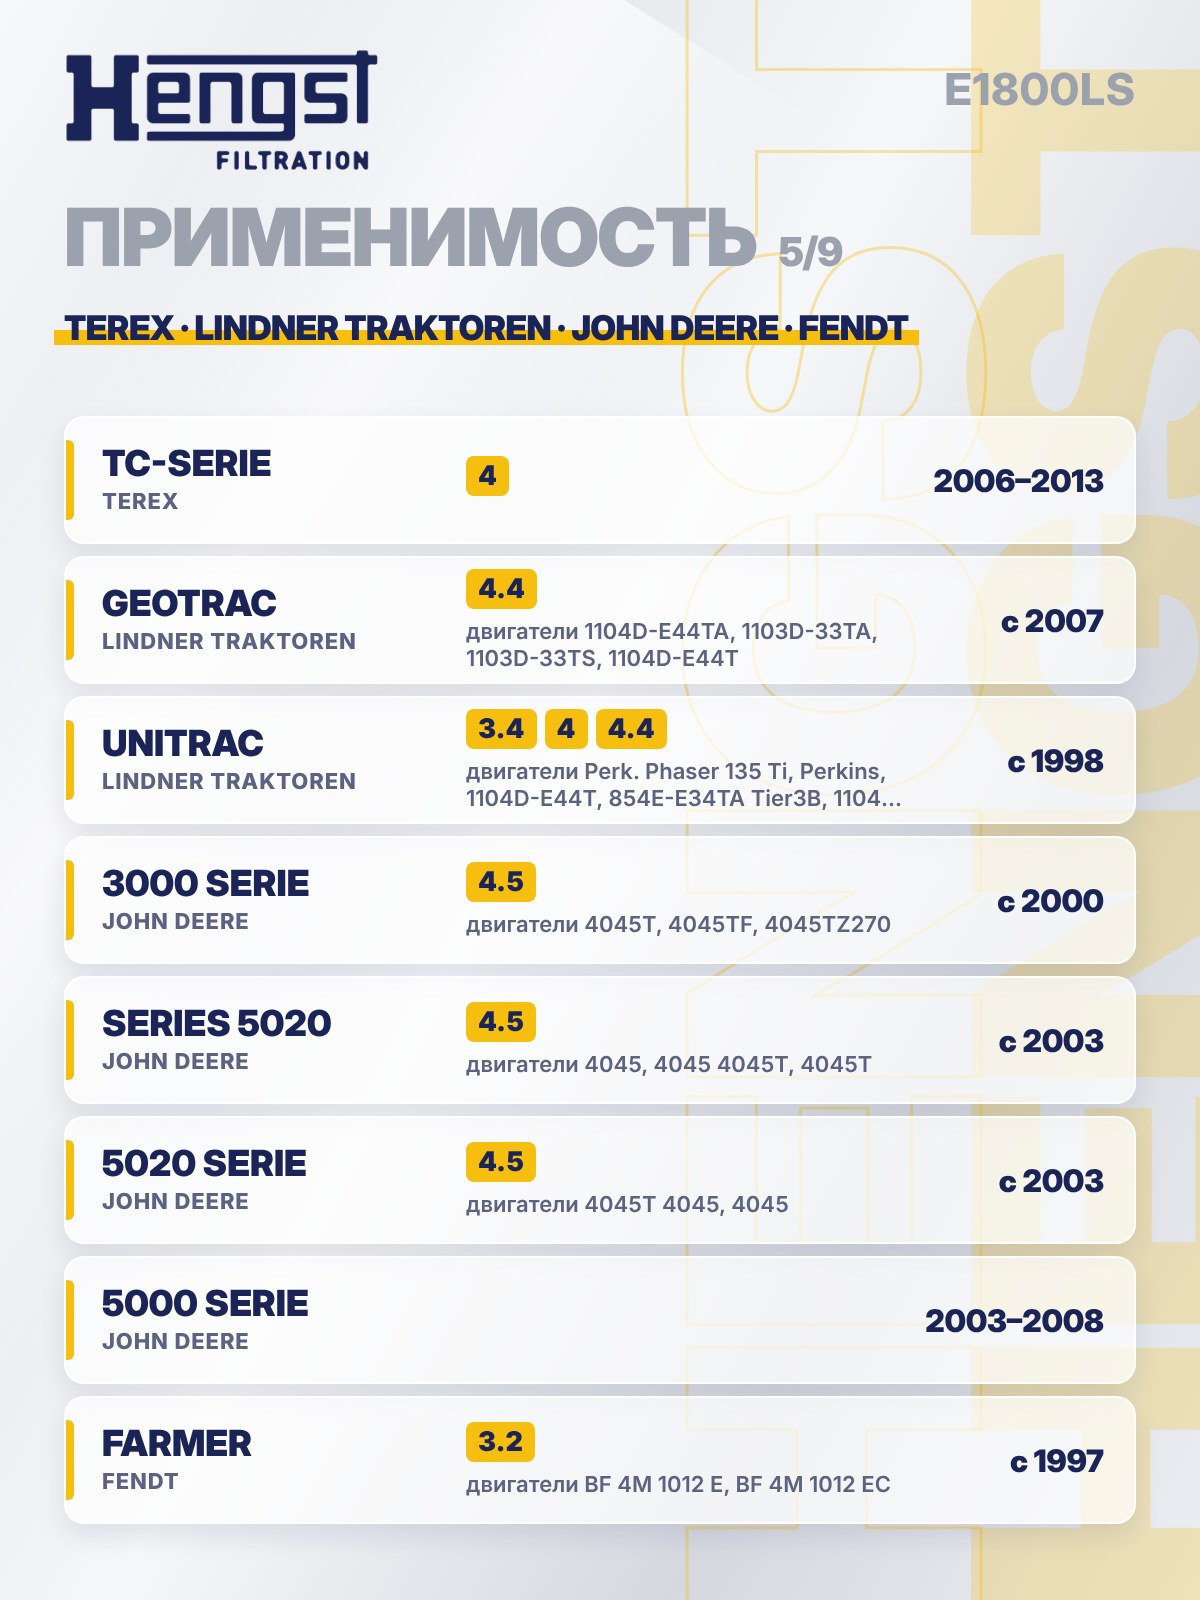 Hengst
FILTRATION
E1800LS
ПРИМЕНИМОСТЬ 5/9
TEREX · LINDNER TRAKTOREN · JOHN DEERE · FENDT
TC-SERIE
TEREX
4
2006–2013
GEOTRAC
LINDNER TRAKTOREN
4.4
двигатели 1104D-E44TA, 1103D-33TA,
1103D-33TS, 1104D-E44T
с 2007
UNITRAC
LINDNER TRAKTOREN
3.4 4 4.4
двигатели Perk. Phaser 135 Ti, Perkins,
1104D-E44T, 854E-E34TA Tier3B, 1104...
с 1998
3000 SERIE
JOHN DEERE
4.5
двигатели 4045T, 4045TF, 4045TZ270
с 2000
SERIES 5020
JOHN DEERE
4.5
двигатели 4045, 4045 4045T, 4045T
с 2003
5020 SERIE
JOHN DEERE
4.5
двигатели 4045T 4045, 4045
с 2003
5000 SERIE
JOHN DEERE
2003–2008
FARMER
FENDT
3.2
двигатели BF 4M 1012 E, BF 4M 1012 EC
с 1997
HENGST
HENGST